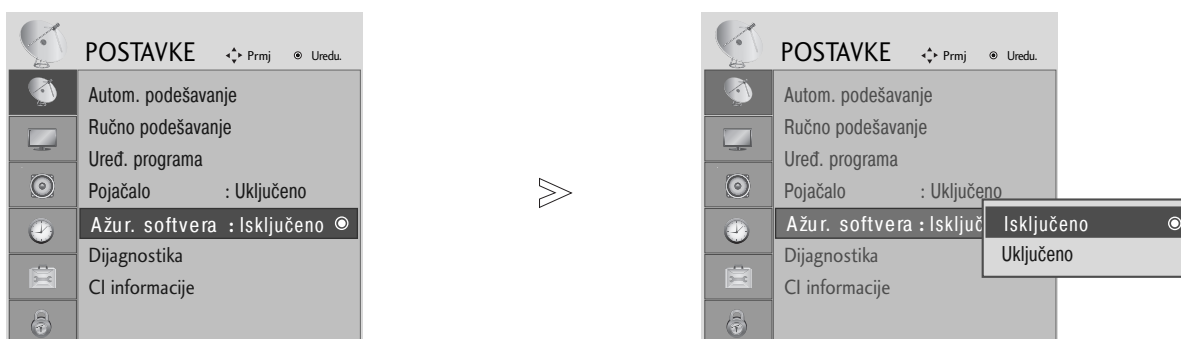 POSTAVKE Prmj Uredu.
Autom. podešavanje
Ručno podešavanje
Uređ. programa
Pojačalo : Uključeno
Ažur. softvera : Isključeno
Dijagnostika
CI informacije
POSTAVKE Prmj Uredu.
Autom. podešavanje
Ručno podešavanje
Uređ. programa
Pojačalo : Uključeno
Ažur. softvera : Isključ
Dijagnostika
CI informacije
Isključeno
Uključeno